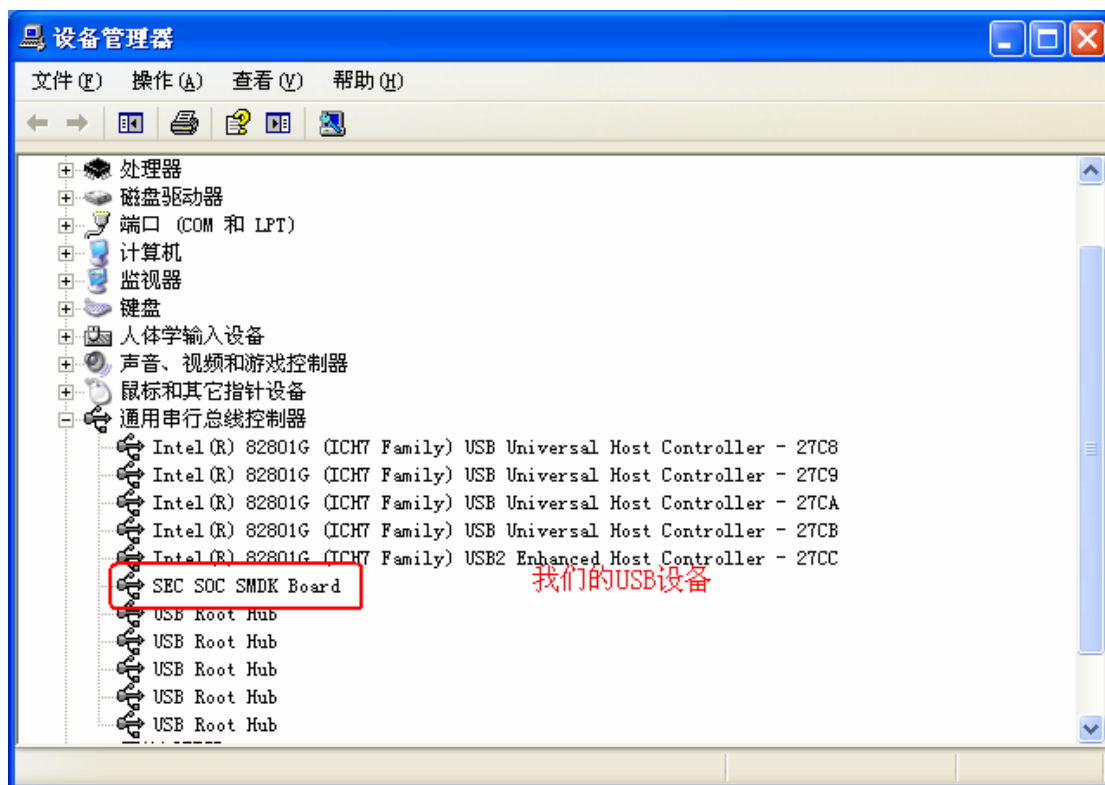 设备管理器
文件(F) 操作(A) 查看(V) 帮助(H)
处理器
磁盘驱动器
端口 (COM 和 LPT)
计算机
监视器
键盘
人体学输入设备
声音、视频和游戏控制器
鼠标和其它指针设备
通用串行总线控制器
Intel(R) 82801G (ICH7 Family) USB Universal Host Controller - 27C8
Intel(R) 82801G (ICH7 Family) USB Universal Host Controller - 27C9
Intel(R) 82801G (ICH7 Family) USB Universal Host Controller - 27CA
Intel(R) 82801G (ICH7 Family) USB Universal Host Controller - 27CB
Intel(R) 82801G (ICH7 Family) USB2 Enhanced Host Controller - 27CC
SEC SOC SMDK Board 我们的USB设备
USB Root Hub
USB Root Hub
USB Root Hub
USB Root Hub
USB Root Hub